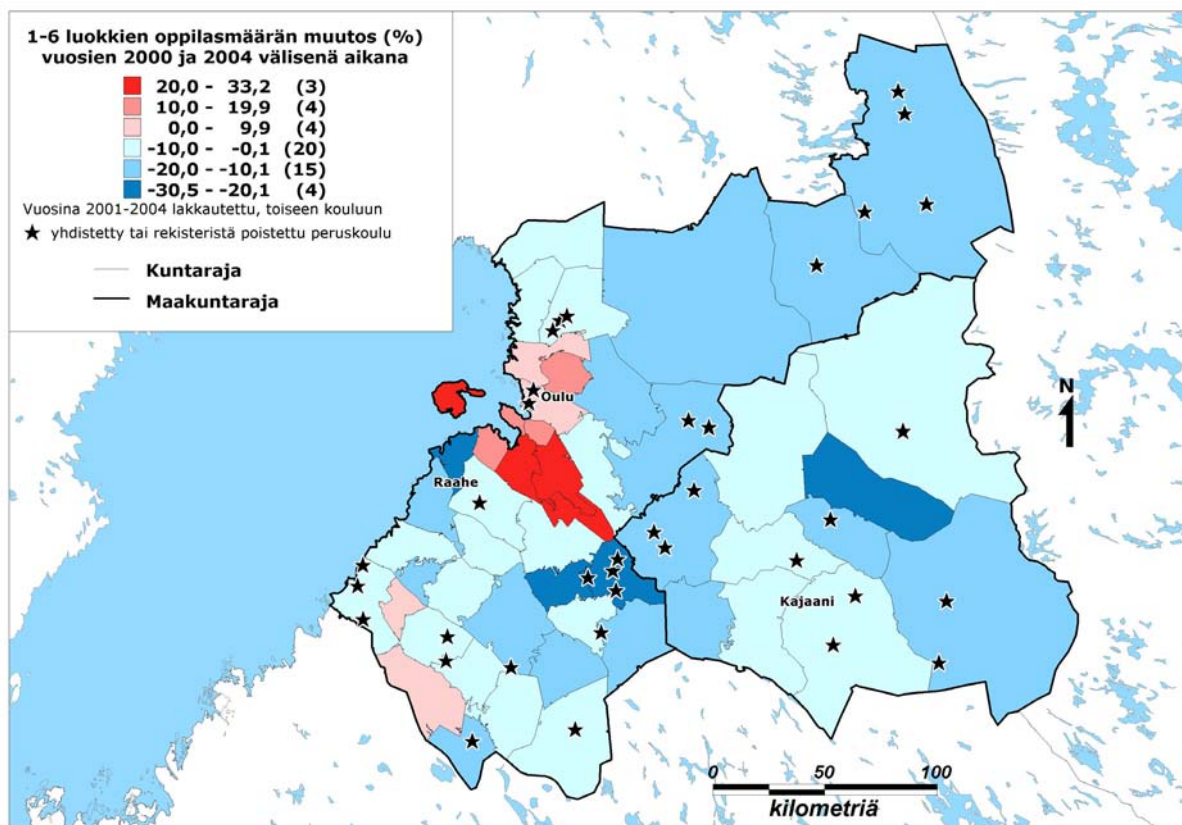 1-6 luokkien oppilasmäärän muutos (%)
vuosien 2000 ja 2004 välisenä aikana
20,0 - 33,2 (3)
10,0 - 19,9 (4)
0,0 - 9,9 (4)
-10,0 - -0,1 (20)
-20,0 - -10,1 (15)
-30,5 - -20,1 (4)
Vuosina 2001-2004 lakkautettu, toiseen kouluun
yhdistetty tai rekisteristä poistettu peruskoulu
Kuntaraja
Maakuntaraja
N
Oulu
Raahe
Kajaani
0 50 100
kilometriä